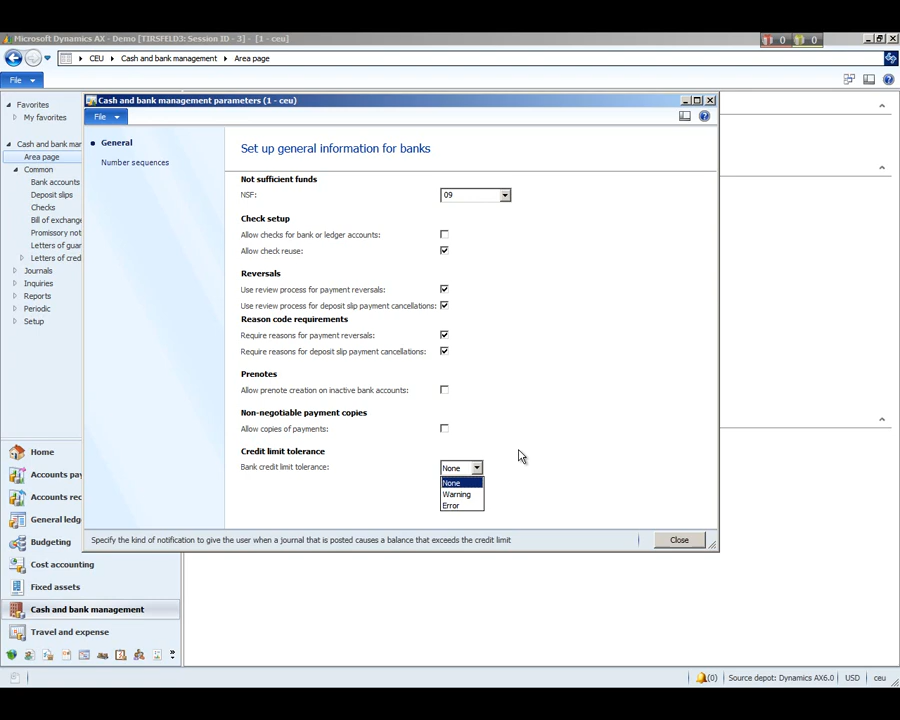 Microsoft Dynamics AX - Demo [TIRSFELD3: Session ID - 3] - [1 - ceu]
0 0
CEU Cash and bank management Area page
File
Favorites
My favorites
Cash and bank mar
Area page
Common
Bank accounts
Deposit slips
Checks
Bill of exchange
Promissory not
Letters of guar
Letters of cred
Journals
Inquiries
Reports
Periodic
Setup
Home
Accounts pay
Accounts rec
General ledg
Budgeting
Cost accounting
Fixed assets
Cash and bank management
Travel and expense
Cash and bank management parameters (1 - ceu)
File
General
Number sequences
Set up general information for banks
Not sufficient funds
NSF: 09
Check setup
Allow checks for bank or ledger accounts:
Allow check reuse:
Reversals
Use review process for payment reversals:
Use review process for deposit slip payment cancellations:
Reason code requirements
Require reasons for payment reversals:
Require reasons for deposit slip payment cancellations:
Prenotes
Allow prenote creation on inactive bank accounts:
Non-negotiable payment copies
Allow copies of payments:
Credit limit tolerance
Bank credit limit tolerance: None
None
Warning
Error
Specify the kind of notification to give the user when a journal that is posted causes a balance that exceeds the credit limit
Close
(0) Source depot: Dynamics AX6.0 USD ceu